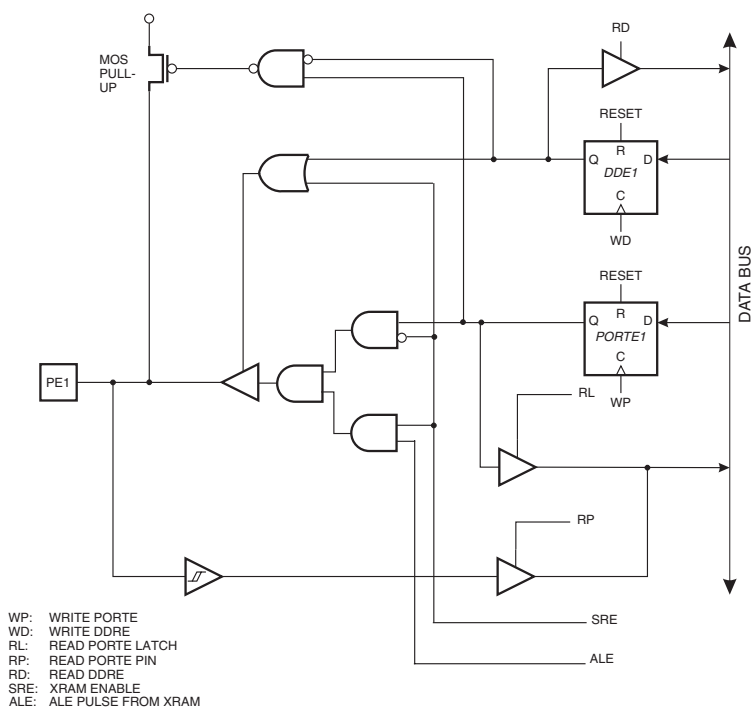 RD
MOS
PULL-
UP
RESET
R
Q
D
DDE1
C
WD
RESET
R
Q
D
PORTE1
C
WP
DATA BUS
PE1
RL
RP
SRE
ALE
WP: WRITE PORTE
WD: WRITE DDRE
RL: READ PORTE LATCH
RP: READ PORTE PIN
RD: READ DDRE
SRE: XRAM ENABLE
ALE: ALE PULSE FROM XRAM